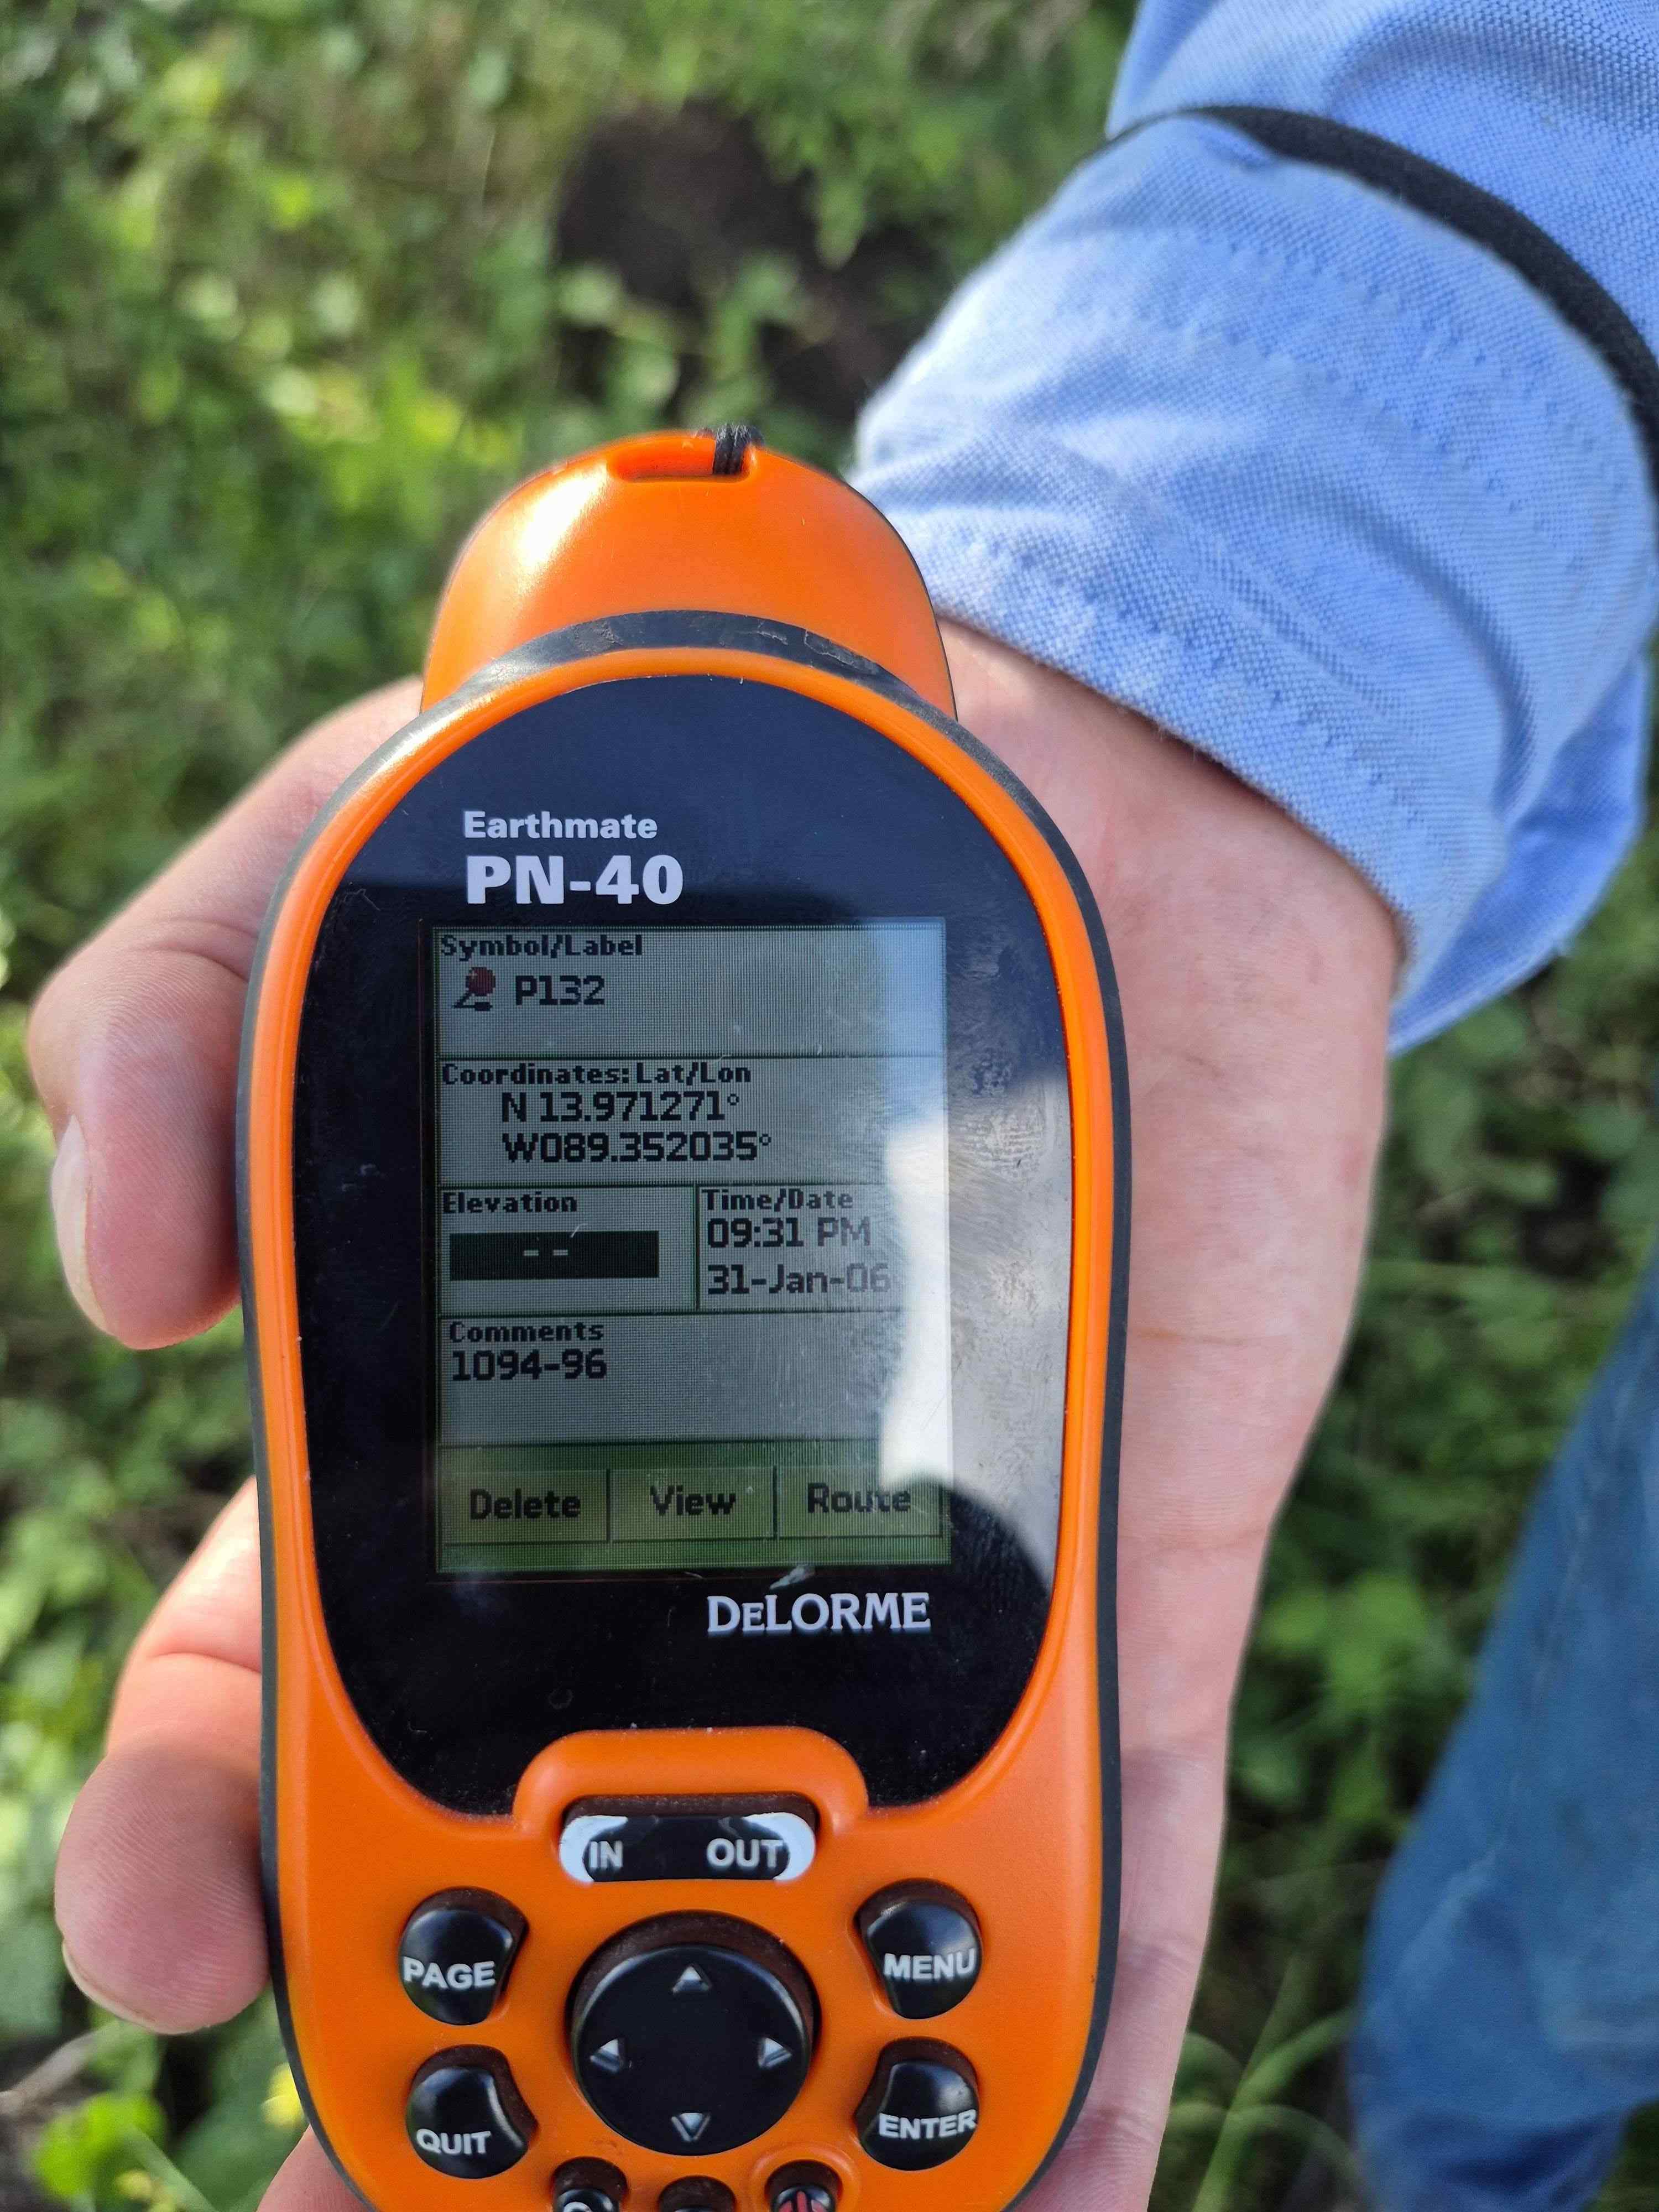 Earthmate
PN-40
Symbol/Label
P132
Coordinates: Lat/Lon
N 13.971271°
W089.352035°
Elevation
--
Time/Date
09:31 PM
31-Jan-06
Comments
1094-96
Delete View Route
DELORME
IN OUT
PAGE MENU
QUIT ENTER